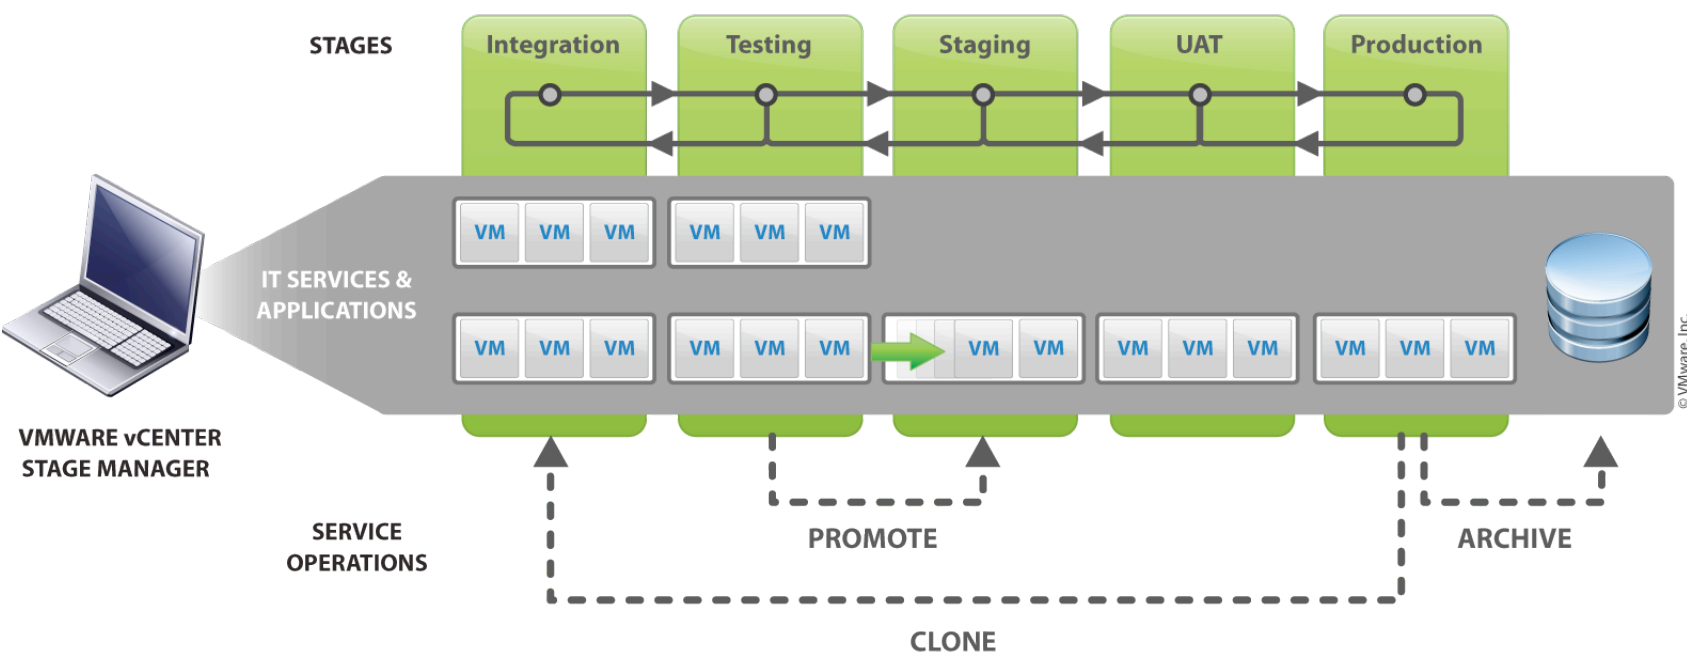 STAGES
Integration
Testing
Staging
UAT
Production
VM VM VM
VM VM VM
IT SERVICES &
APPLICATIONS
VM VM VM
VM VM VM
VM VM
VM VM VM
VM VM VM
© VMware, Inc.
VMWARE vCENTER
STAGE MANAGER
SERVICE
OPERATIONS
PROMOTE
ARCHIVE
CLONE